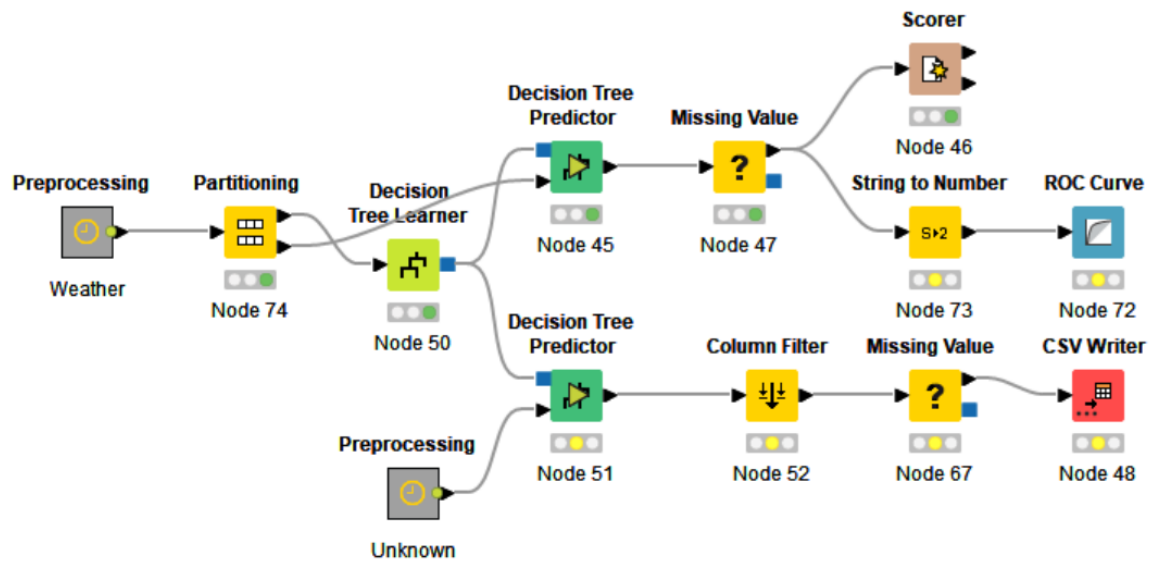 Scorer
Node 46
Decision Tree
Predictor
Node 45
Missing Value
?
Node 47
Preprocessing
Weather
Partitioning
Node 74
Decision
Tree Learner
Node 50
String to Number
S▸2
Node 73
ROC Curve
Node 72
Decision Tree
Predictor
Node 51
Column Filter
Node 52
Missing Value
?
Node 67
CSV Writer
Node 48
Preprocessing
Unknown